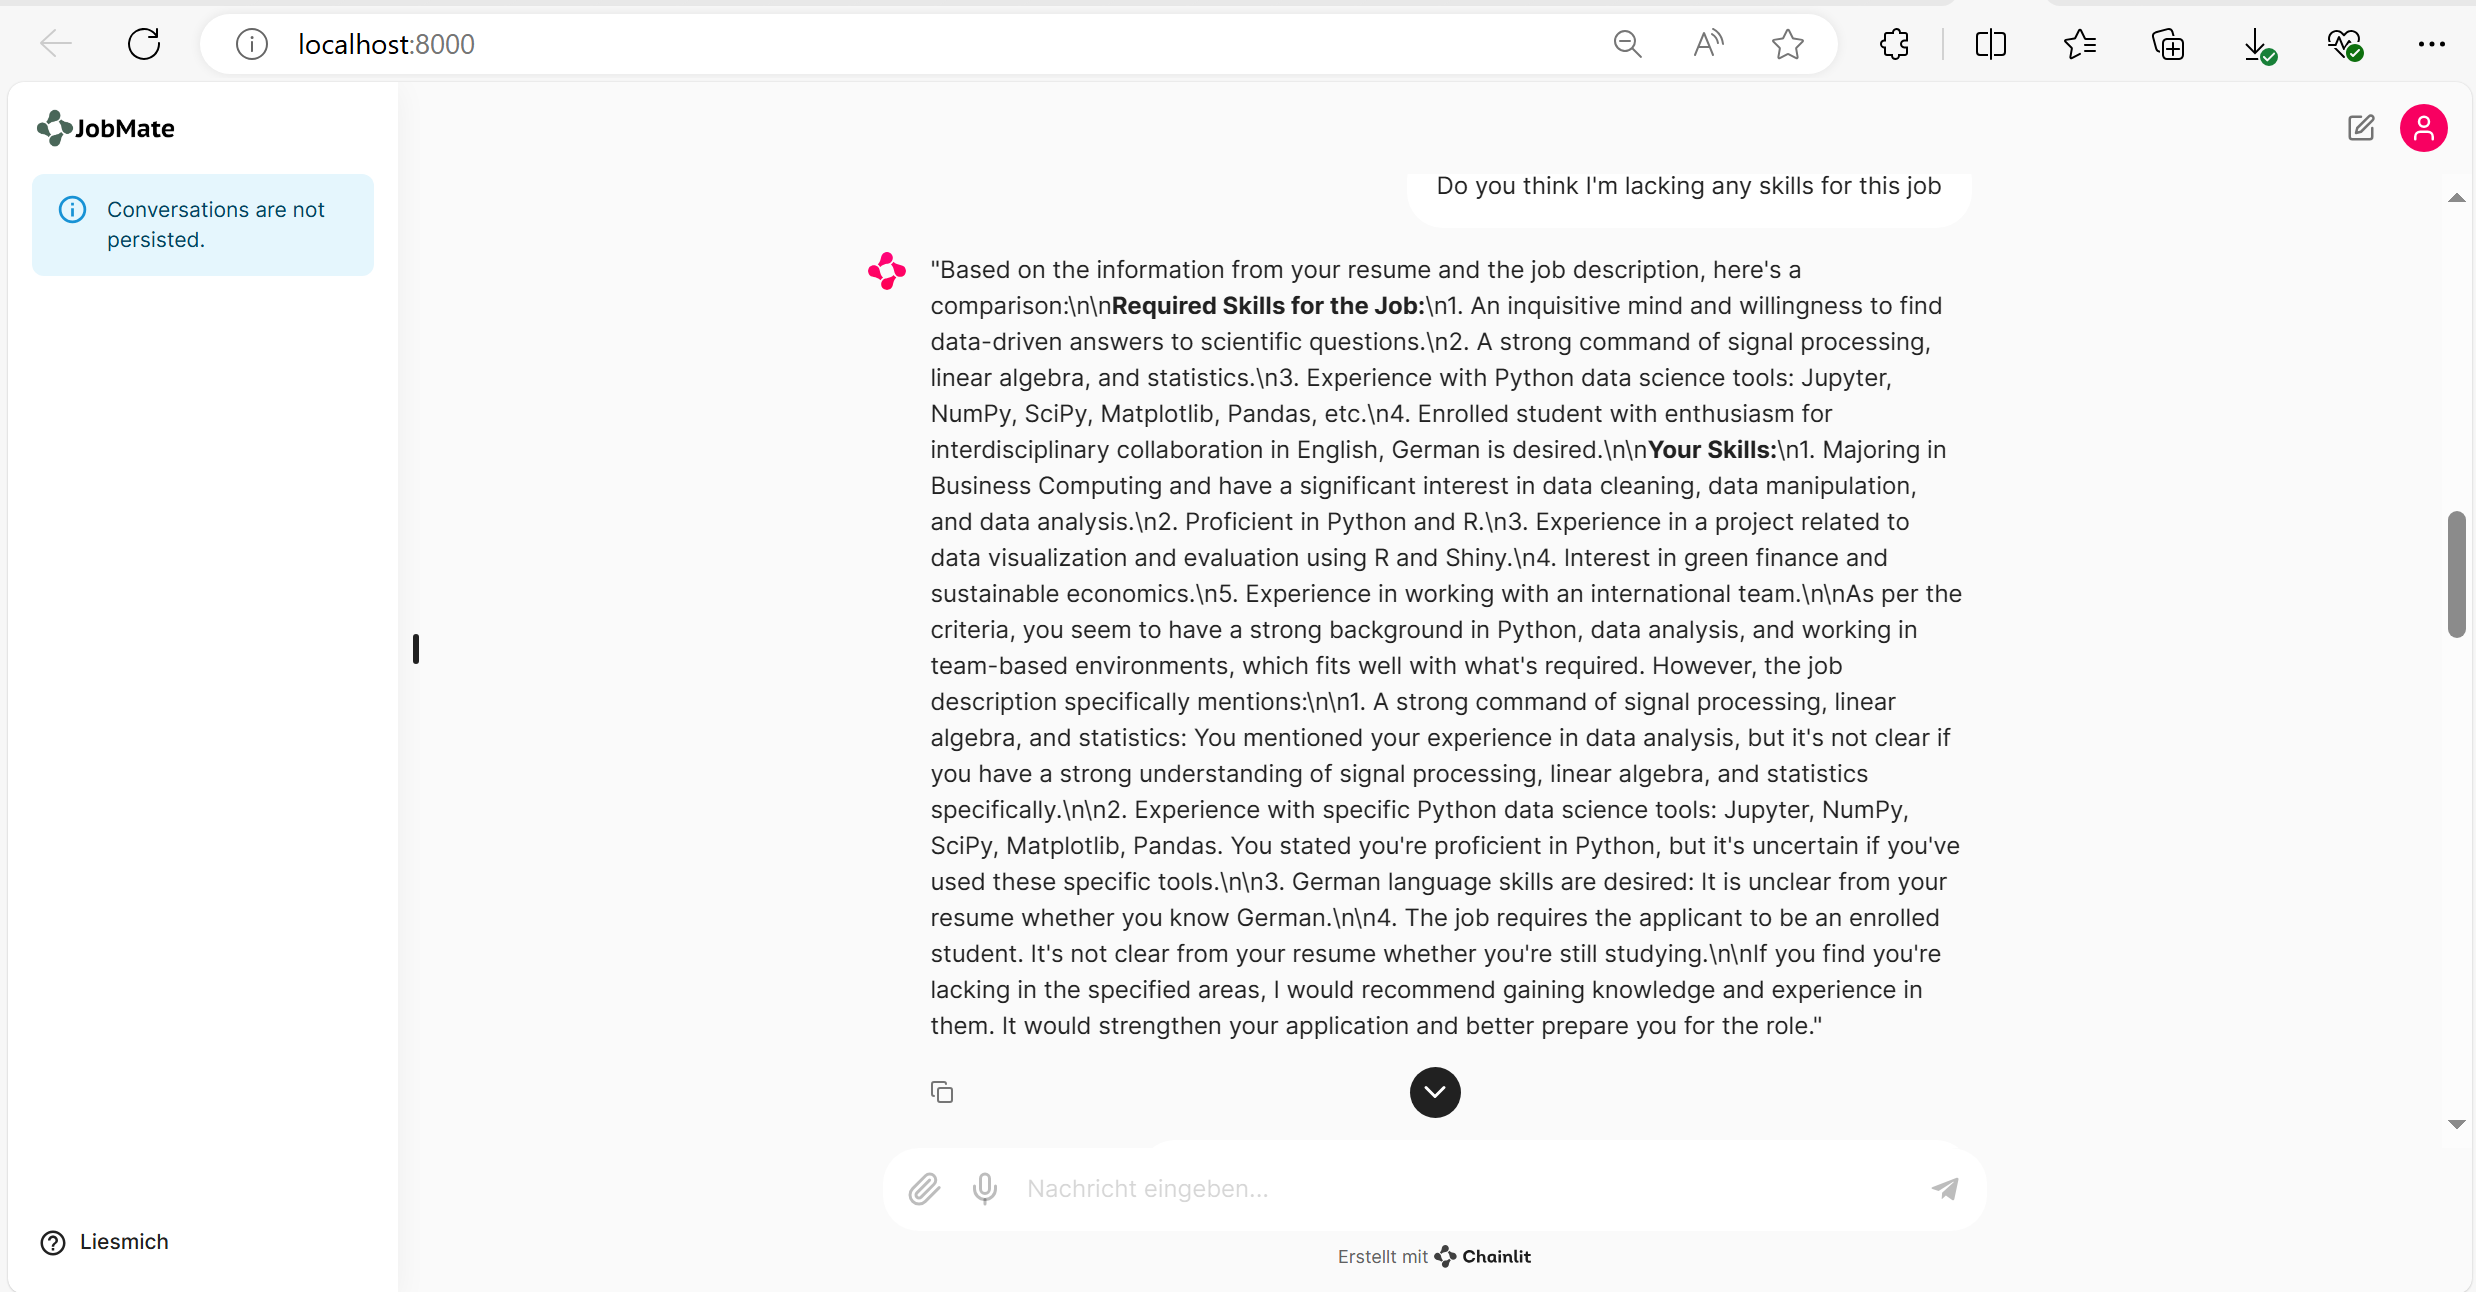 localhost:8000
JobMate
Conversations are not
persisted.
Do you think I'm lacking any skills for this job
"Based on the information from your resume and the job description, here's a
comparison:\n\nRequired Skills for the Job:\n1. An inquisitive mind and willingness to find
data-driven answers to scientific questions.\n2. A strong command of signal processing,
linear algebra, and statistics.\n3. Experience with Python data science tools: Jupyter,
NumPy, SciPy, Matplotlib, Pandas, etc.\n4. Enrolled student with enthusiasm for
interdisciplinary collaboration in English, German is desired.\n\nYour Skills:\n1. Majoring in
Business Computing and have a significant interest in data cleaning, data manipulation,
and data analysis.\n2. Proficient in Python and R.\n3. Experience in a project related to
data visualization and evaluation using R and Shiny.\n4. Interest in green finance and
sustainable economics.\n5. Experience in working with an international team.\n\nAs per the
criteria, you seem to have a strong background in Python, data analysis, and working in
team-based environments, which fits well with what's required. However, the job
description specifically mentions:\n\n1. A strong command of signal processing, linear
algebra, and statistics: You mentioned your experience in data analysis, but it's not clear if
you have a strong understanding of signal processing, linear algebra, and statistics
specifically.\n\n2. Experience with specific Python data science tools: Jupyter, NumPy,
SciPy, Matplotlib, Pandas. You stated you're proficient in Python, but it's uncertain if you've
used these specific tools.\n\n3. German language skills are desired: It is unclear from your
resume whether you know German.\n\n4. The job requires the applicant to be an enrolled
student. It's not clear from your resume whether you're still studying.\n\nIf you find you're
lacking in the specified areas, I would recommend gaining knowledge and experience in
them. It would strengthen your application and better prepare you for the role."
Nachricht eingeben...
Liesmich
Erstellt mit Chainlit